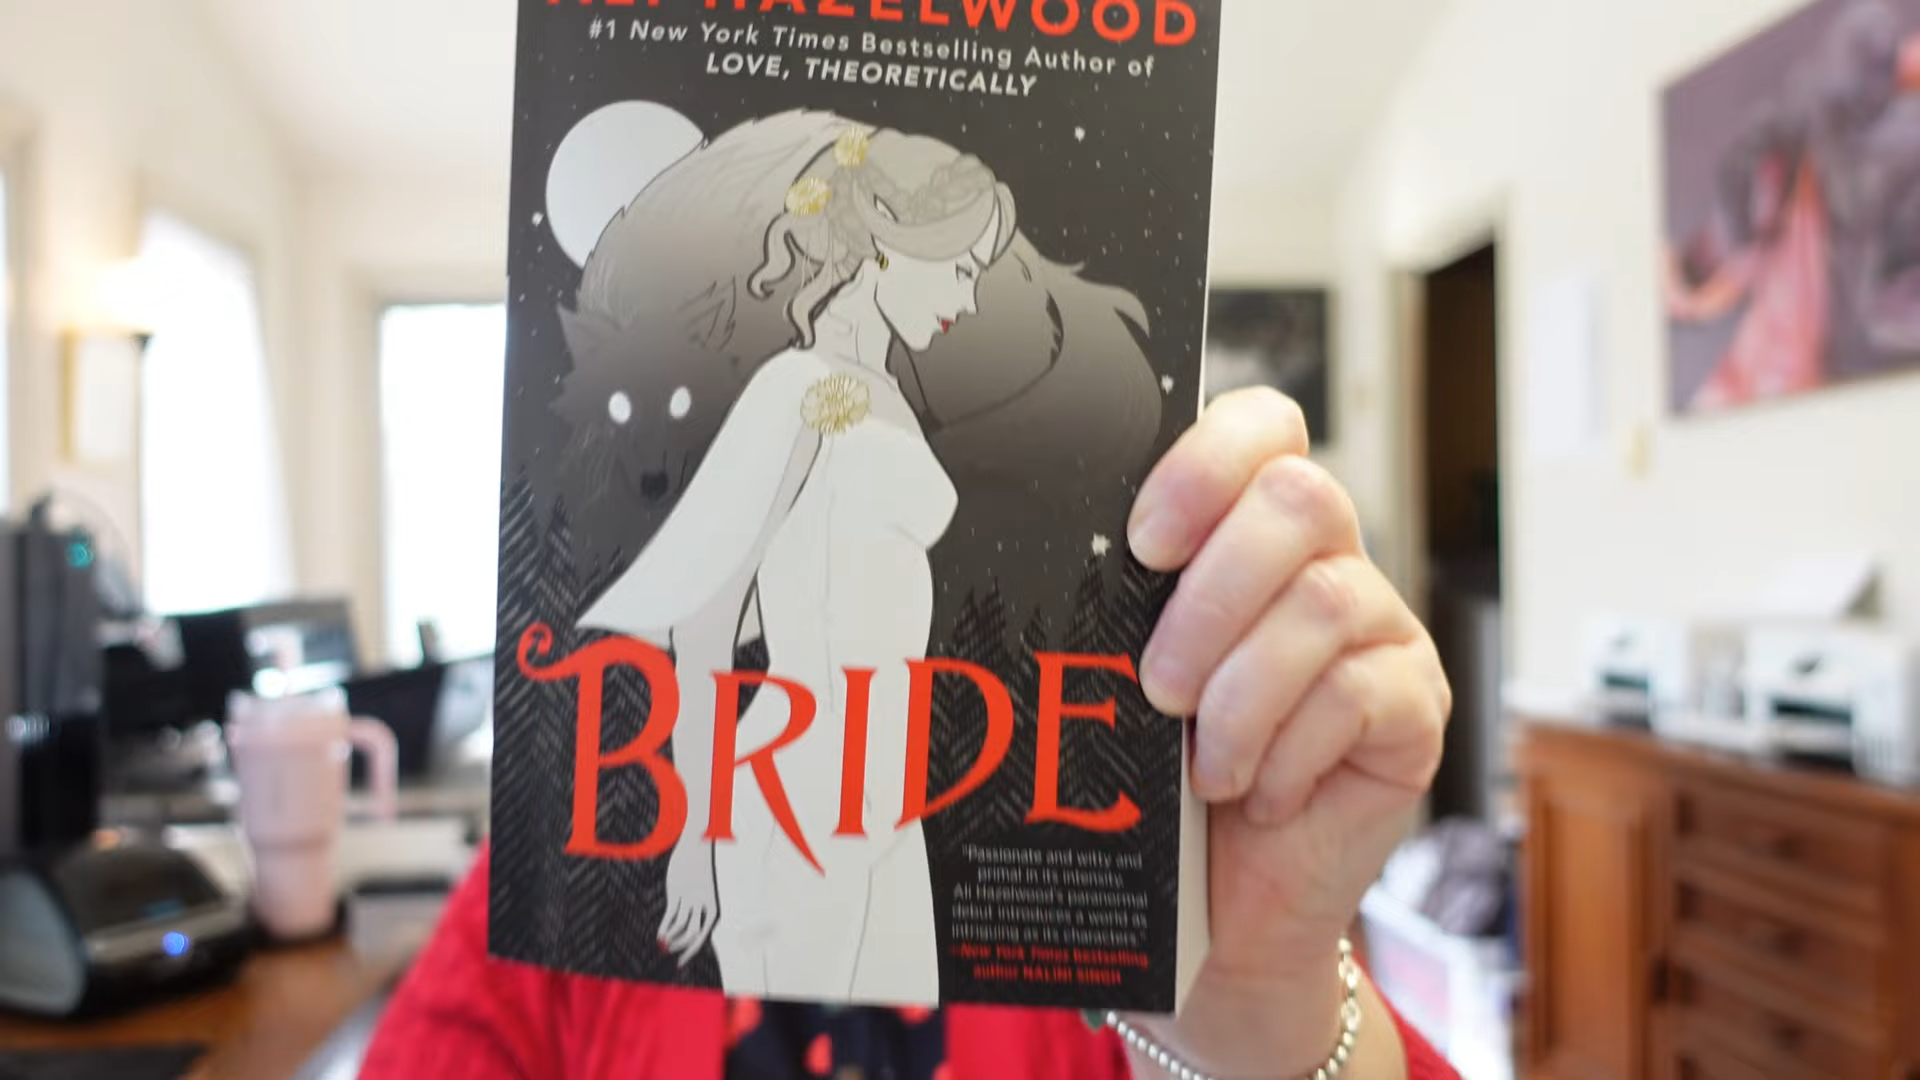 HAZELWOOD
#1 New York Times Bestselling Author of
LOVE, THEORETICALLY
BRIDE
"Passionate and witty and
primal in its intensity.
Ali Hazelwood's paranormal
debut introduces a world as
intriguing as its characters."
—New York Times bestselling
author NALINI SINGH